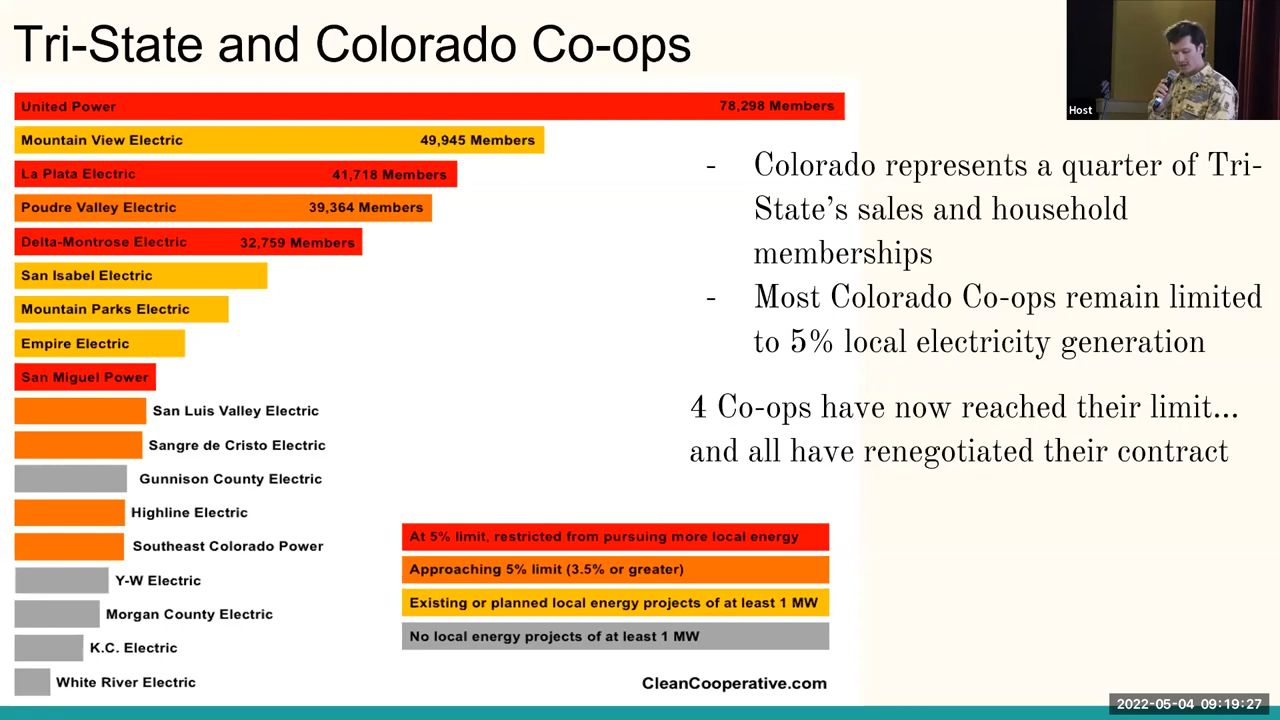 Tri-State and Colorado Co-ops
Host
United Power 78,298 Members
Mountain View Electric 49,945 Members
La Plata Electric 41,718 Members
Poudre Valley Electric 39,364 Members
Delta-Montrose Electric 32,759 Members
San Isabel Electric
Mountain Parks Electric
Empire Electric
San Miguel Power
San Luis Valley Electric
Sangre de Cristo Electric
Gunnison County Electric
Highline Electric
Southeast Colorado Power
Y-W Electric
Morgan County Electric
K.C. Electric
White River Electric
At 5% limit, restricted from pursuing more local energy
Approaching 5% limit (3.5% or greater)
Existing or planned local energy projects of at least 1 MW
No local energy projects of at least 1 MW
CleanCooperative.com
- Colorado represents a quarter of Tri-
State’s sales and household
memberships
- Most Colorado Co-ops remain limited
to 5% local electricity generation
4 Co-ops have now reached their limit...
and all have renegotiated their contract
2022-05-04 09:19:27